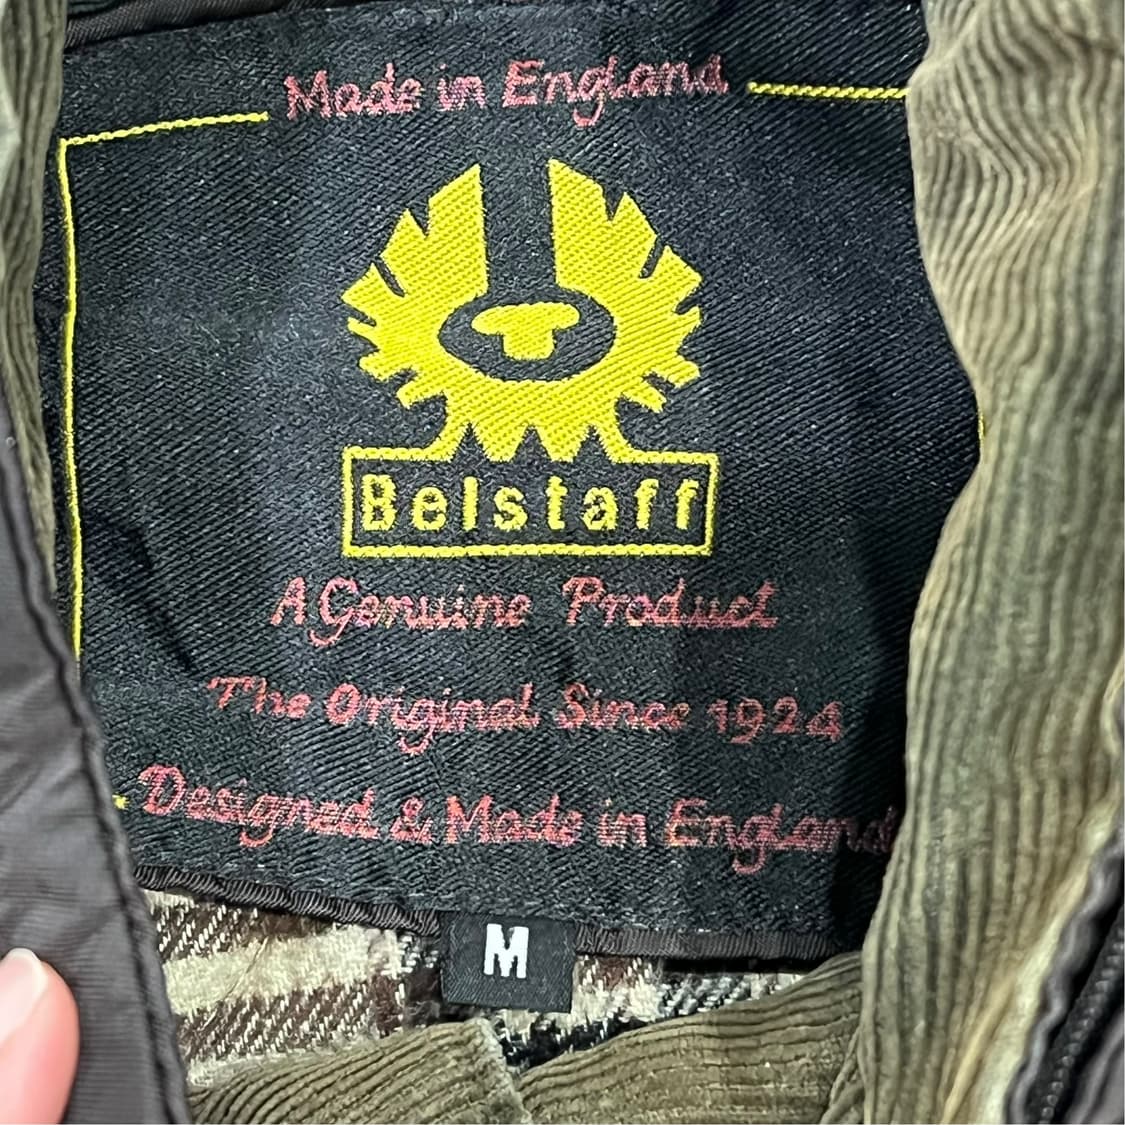 Made in England
Belstaff
A Genuine Product
The Original Since 1924
Designed & Made in England
M